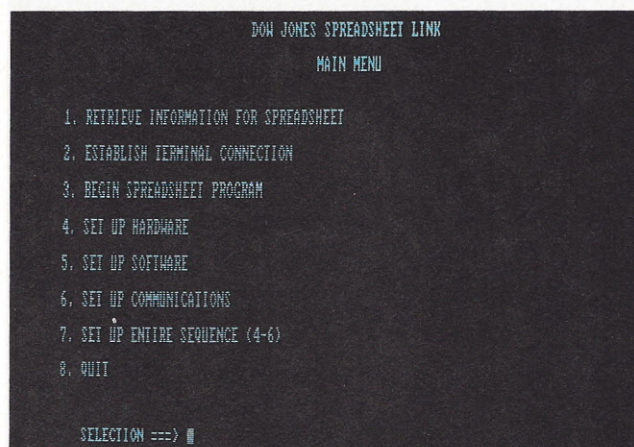 DOW JONES SPREADSHEET LINK
MAIN MENU
1. RETRIEVE INFORMATION FOR SPREADSHEET
2. ESTABLISH TERMINAL CONNECTION
3. BEGIN SPREADSHEET PROGRAM
4. SET UP HARDWARE
5. SET UP SOFTWARE
6. SET UP COMMUNICATIONS
7. SET UP ENTIRE SEQUENCE (4-6)
8. QUIT
SELECTION ===>